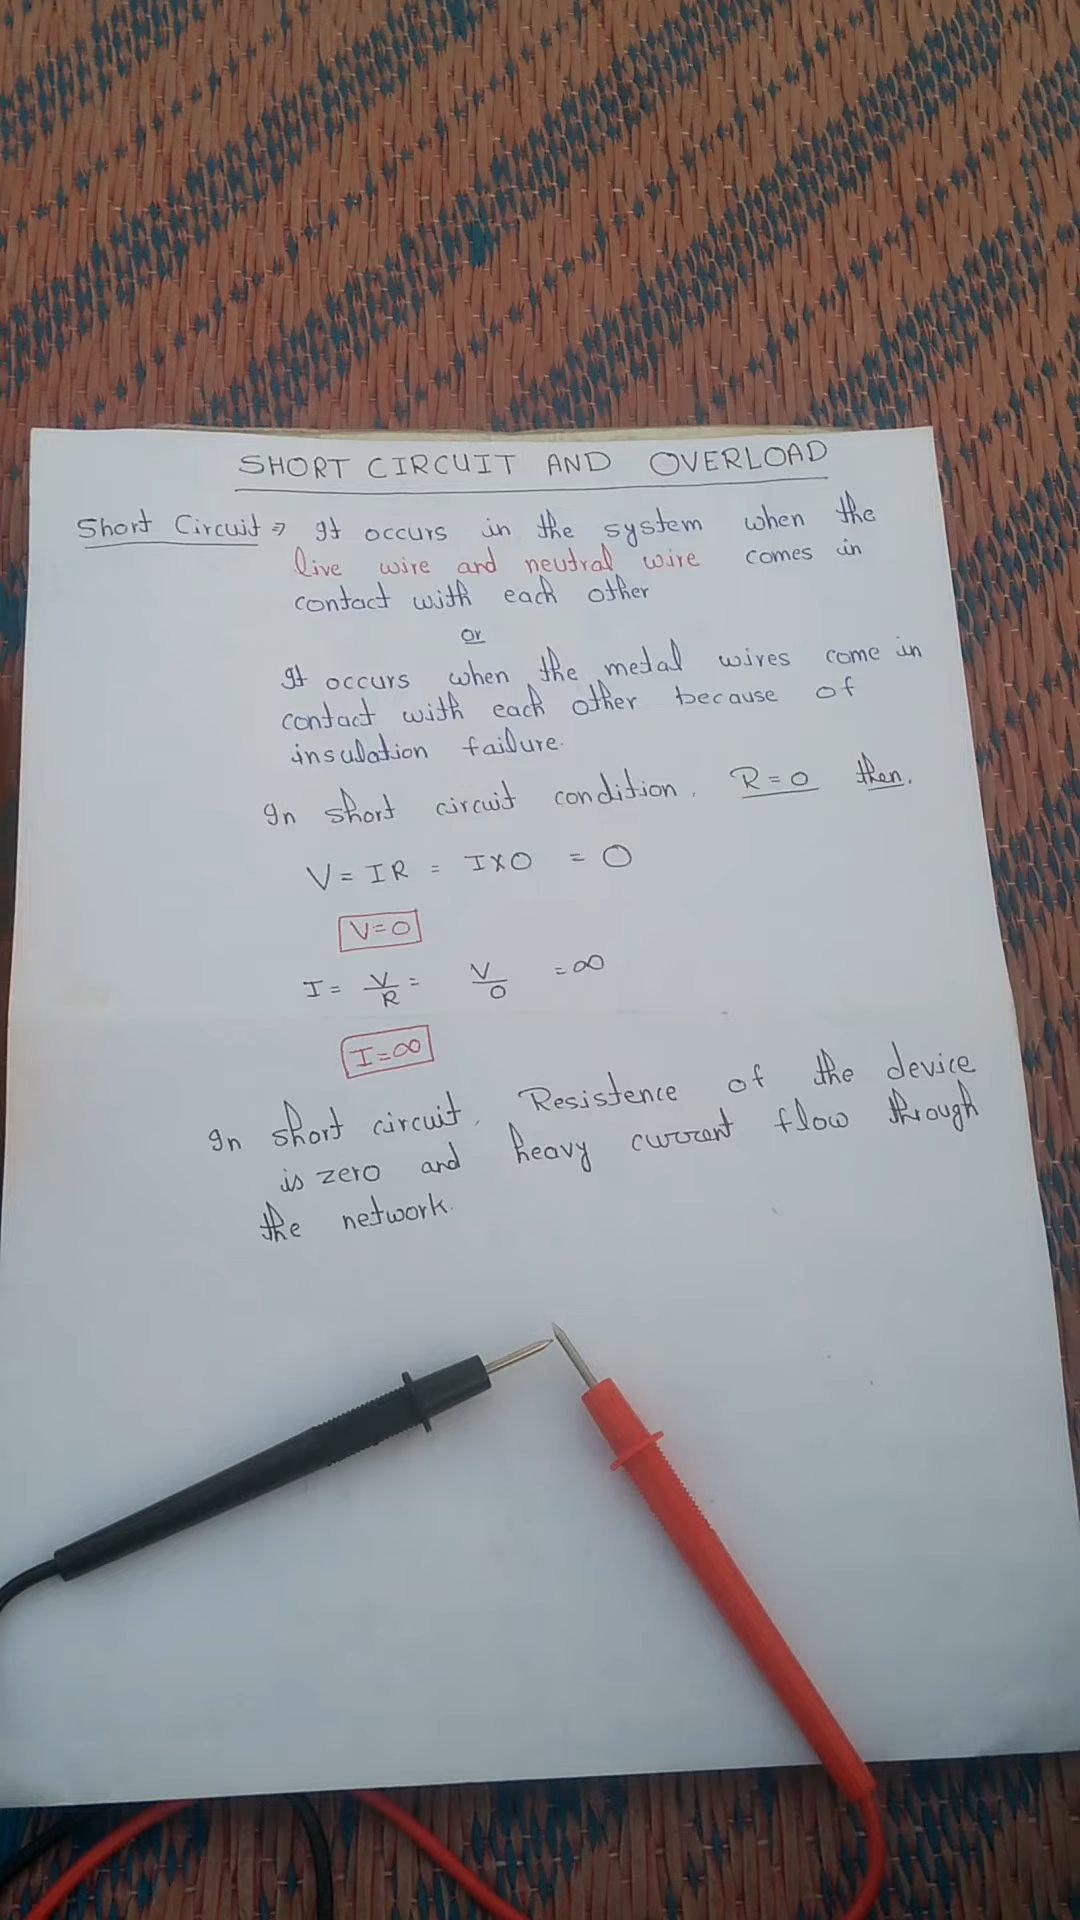 SHORT CIRCUIT AND OVERLOAD
Short Circuit ⇒ It occurs in the system when the
live wire and neutral wire comes in
contact with each other
or
It occurs when the metal wires come in
contact with each other because of
insulation failure.
In short circuit condition, R=0 then.
V = IR = IX0 = 0
V=0
I = V/R = V/0 = ∞
I=∞
In short circuit, Resistence of the device
is zero and heavy current flow through
the network.